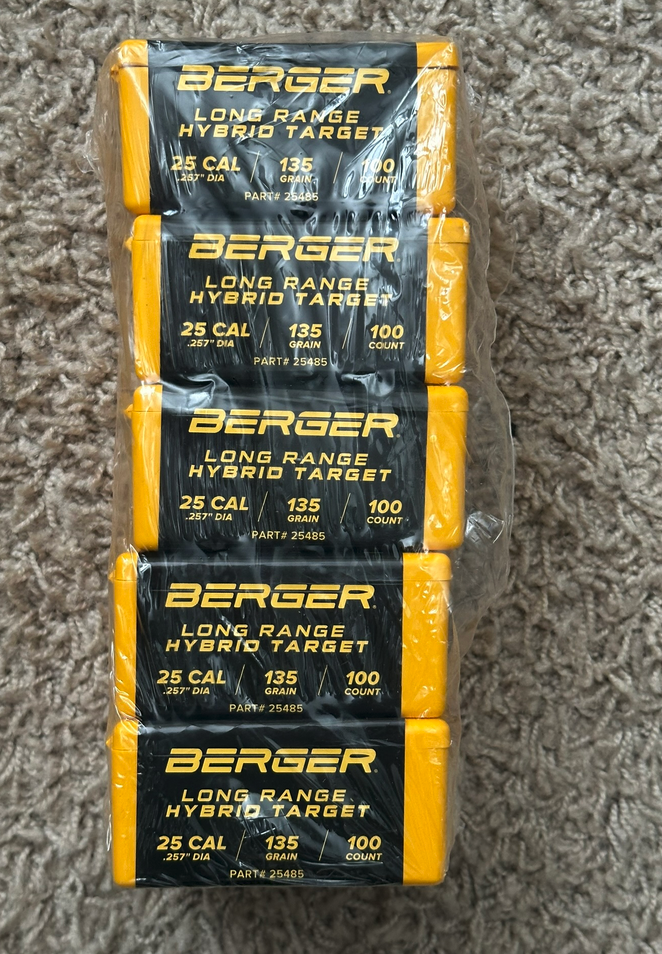 BERGER
LONG RANGE
HYBRID TARGET
25 CAL / 135 / 100
.257" DIA GRAIN COUNT
PART# 25485
BERGER
LONG RANGE
HYBRID TARGET
25 CAL / 135 / 100
.257" DIA GRAIN COUNT
PART# 25485
BERGER
LONG RANGE
HYBRID TARGET
25 CAL / 135 / 100
.257" DIA GRAIN COUNT
PART# 25485
BERGER
LONG RANGE
HYBRID TARGET
25 CAL / 135 / 100
.257" DIA GRAIN COUNT
PART# 25485
BERGER
LONG RANGE
HYBRID TARGET
25 CAL / 135 / 100
.257" DIA GRAIN COUNT
PART# 25485